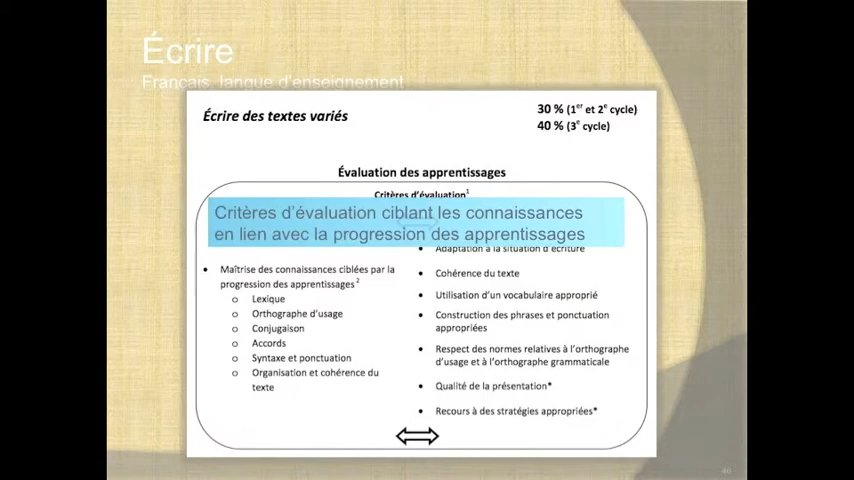 Écrire
Français, langue d'enseignement
Écrire des textes variés
30 % (1er et 2e cycle)
40 % (3e cycle)
Évaluation des apprentissages
Critères d'évaluation1
Critères d'évaluation ciblant les connaissances
en lien avec la progression des apprentissages
• Maîtrise des connaissances ciblées par la
progression des apprentissages2
o Lexique
o Orthographe d'usage
o Conjugaison
o Accords
o Syntaxe et ponctuation
o Organisation et cohérence du
texte
• Adaptation à la situation d'écriture
• Cohérence du texte
• Utilisation d'un vocabulaire approprié
• Construction des phrases et ponctuation
appropriées
• Respect des normes relatives à l'orthographe
d'usage et à l'orthographe grammaticale
• Qualité de la présentation*
• Recours à des stratégies appropriées*